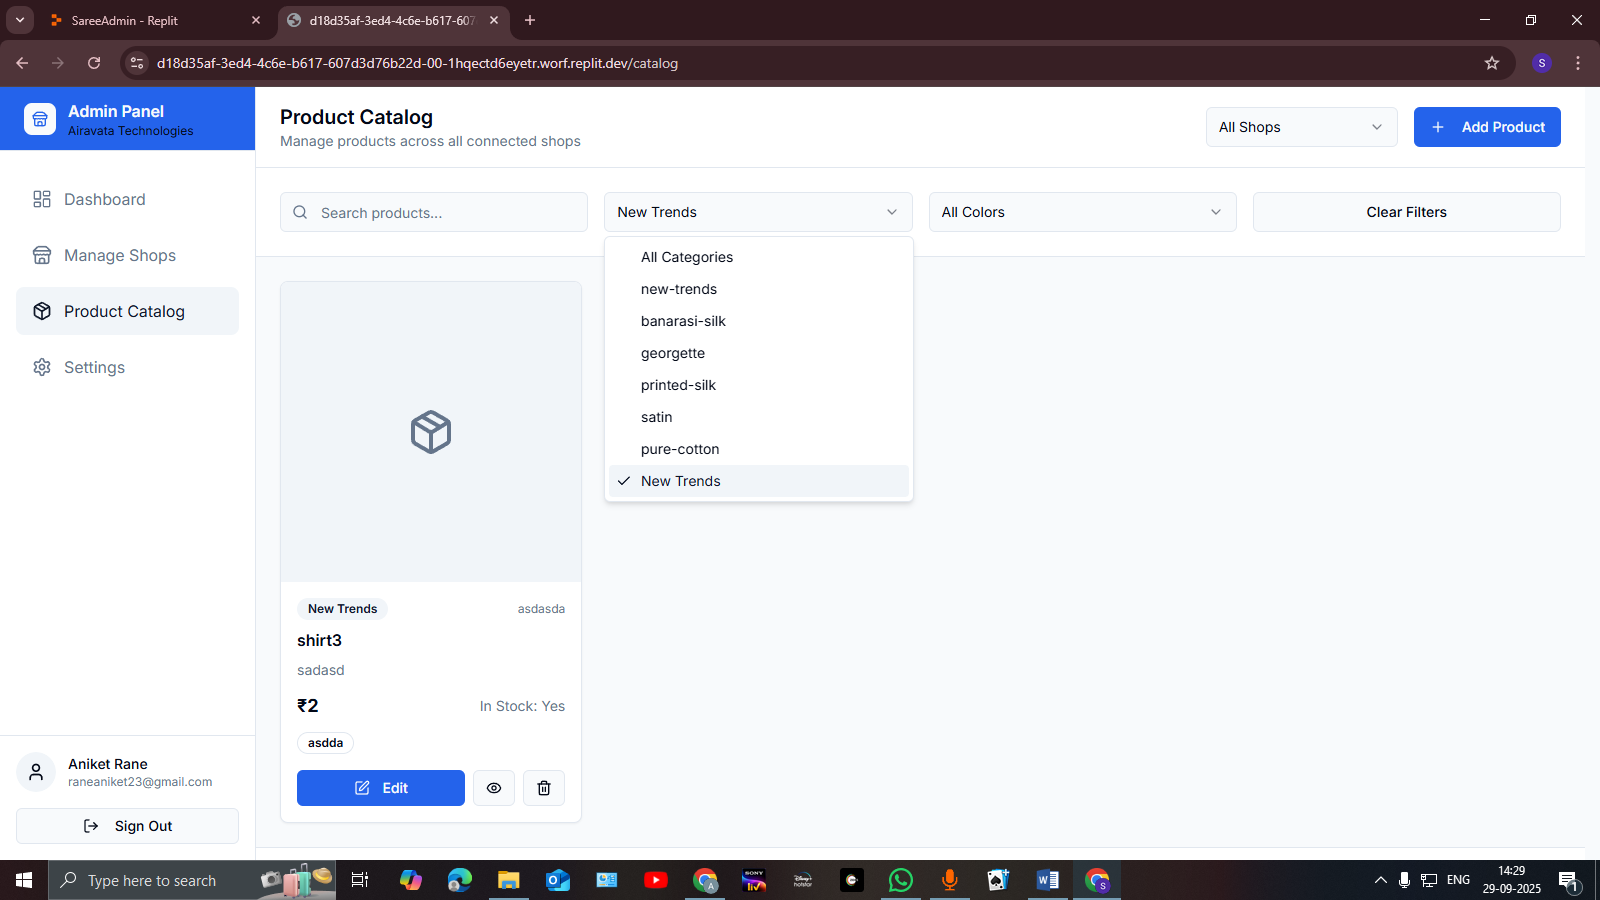 SareeAdmin - Replit
d18d35af-3ed4-4c6e-b617-607
d18d35af-3ed4-4c6e-b617-607d3d76b22d-00-1hqectd6eyetr.worf.replit.dev/catalog
S
Admin Panel
Airavata Technologies
Dashboard
Manage Shops
Product Catalog
Settings
Aniket Rane
raneaniket23@gmail.com
Sign Out
Product Catalog
Manage products across all connected shops
All Shops
Add Product
Search products...
New Trends
All Colors
Clear Filters
All Categories
new-trends
banarasi-silk
georgette
printed-silk
satin
pure-cotton
New Trends
New Trends asdasda
shirt3
sadasd
₹2 In Stock: Yes
asdda
Edit
Type here to search
A
SONY
liv
hotstar
S
ENG
14:29
29-09-2025
1